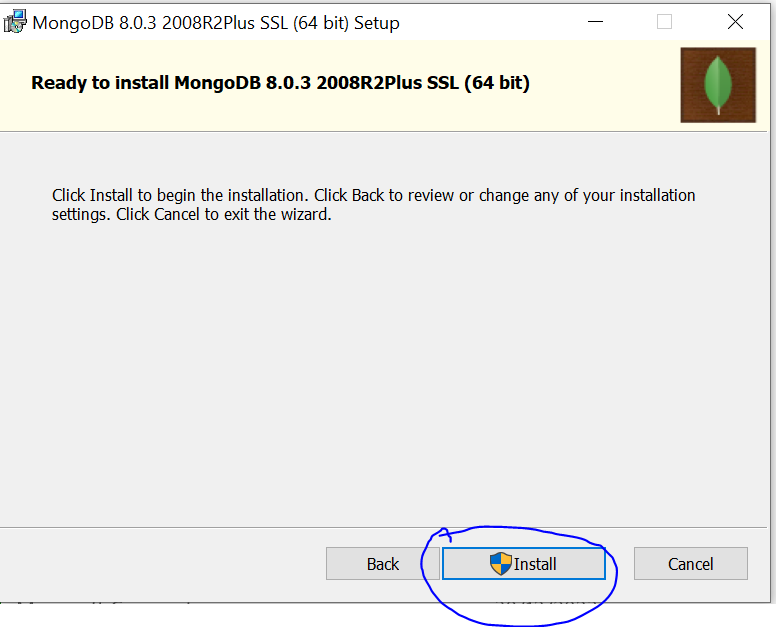 MongoDB 8.0.3 2008R2Plus SSL (64 bit) Setup
Ready to install MongoDB 8.0.3 2008R2Plus SSL (64 bit)
Click Install to begin the installation. Click Back to review or change any of your installation
settings. Click Cancel to exit the wizard.
Back Install Cancel